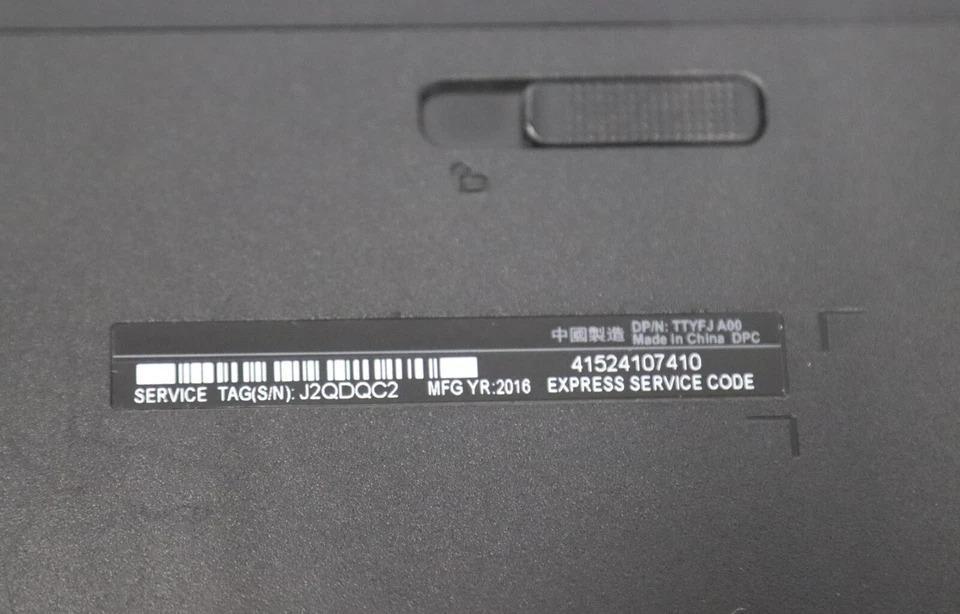 中國製造 DP/N: TTYFJ A00
Made in China DPC
41524107410
SERVICE TAG(S/N): J2QDQC2 MFG YR:2016 EXPRESS SERVICE CODE